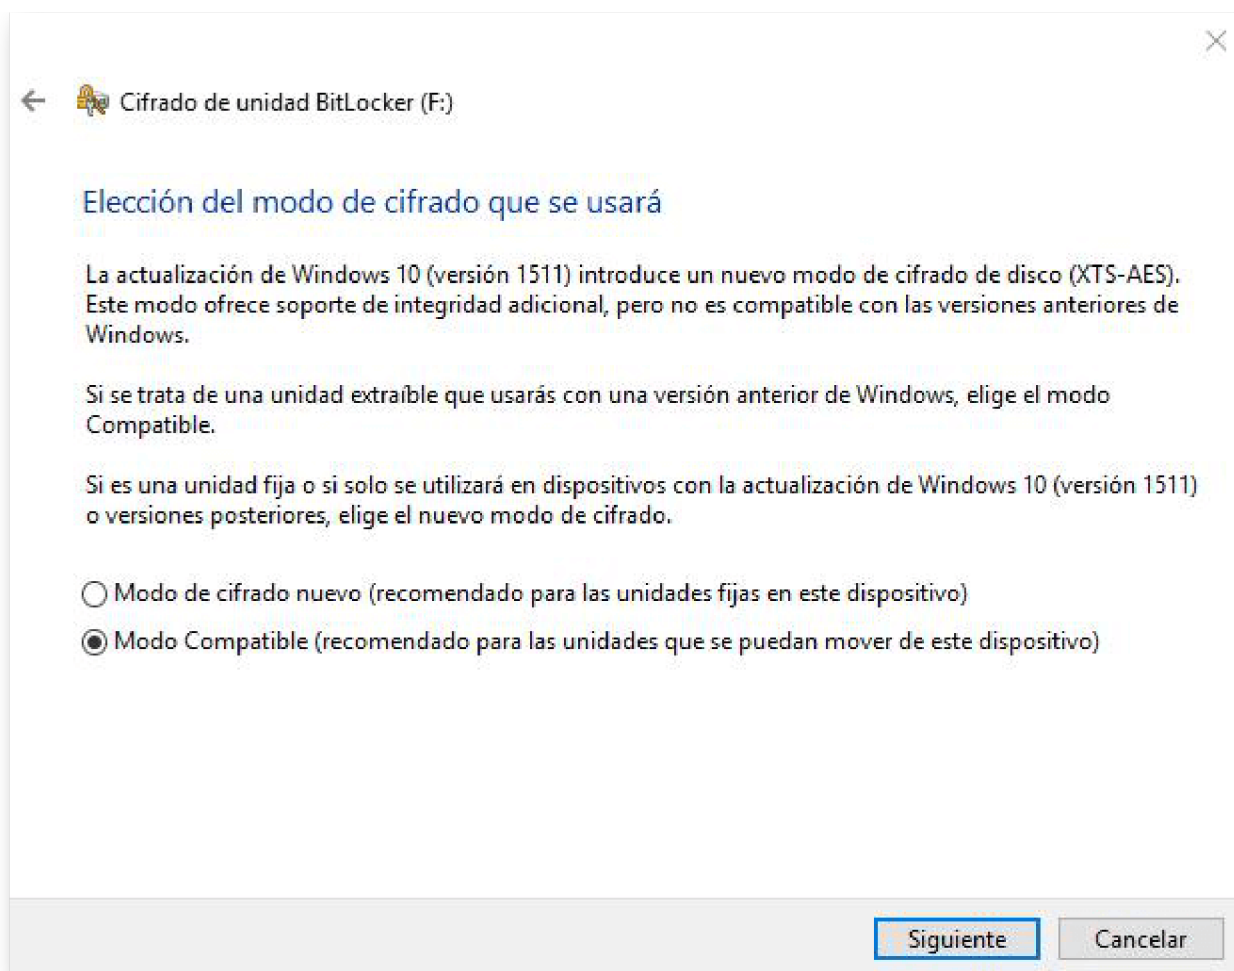 Cifrado de unidad BitLocker (F:)
Elección del modo de cifrado que se usará
La actualización de Windows 10 (versión 1511) introduce un nuevo modo de cifrado de disco (XTS-AES).
Este modo ofrece soporte de integridad adicional, pero no es compatible con las versiones anteriores de
Windows.
Si se trata de una unidad extraíble que usarás con una versión anterior de Windows, elige el modo
Compatible.
Si es una unidad fija o si solo se utilizará en dispositivos con la actualización de Windows 10 (versión 1511)
o versiones posteriores, elige el nuevo modo de cifrado.
Modo de cifrado nuevo (recomendado para las unidades fijas en este dispositivo)
Modo Compatible (recomendado para las unidades que se puedan mover de este dispositivo)
Siguiente
Cancelar